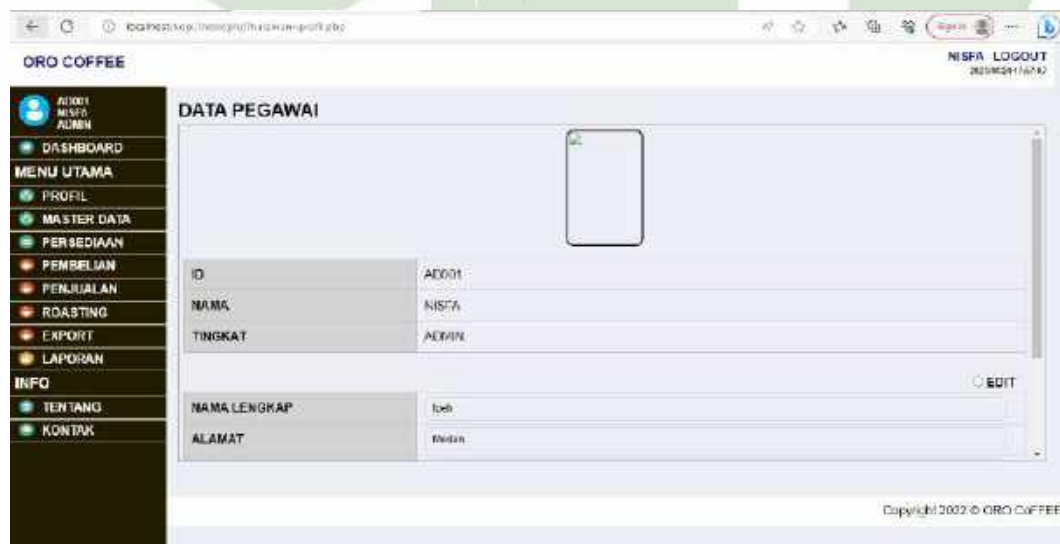 ORO COFFEE
NISFA LOGOUT
AD001
NISFA
ADMIN
DASHBOARD
MENU UTAMA
PROFIL
MASTER DATA
PERSEDIAAN
PEMBELIAN
PENJUALAN
ROASTING
EXPORT
LAPORAN
INFO
TENTANG
KONTAK
DATA PEGAWAI
ID AD001
NAMA NISFA
TINGKAT ADMIN
EDIT
NAMA LENGKAP
ALAMAT Medan
Copyright 2022 © ORO CoFFEE